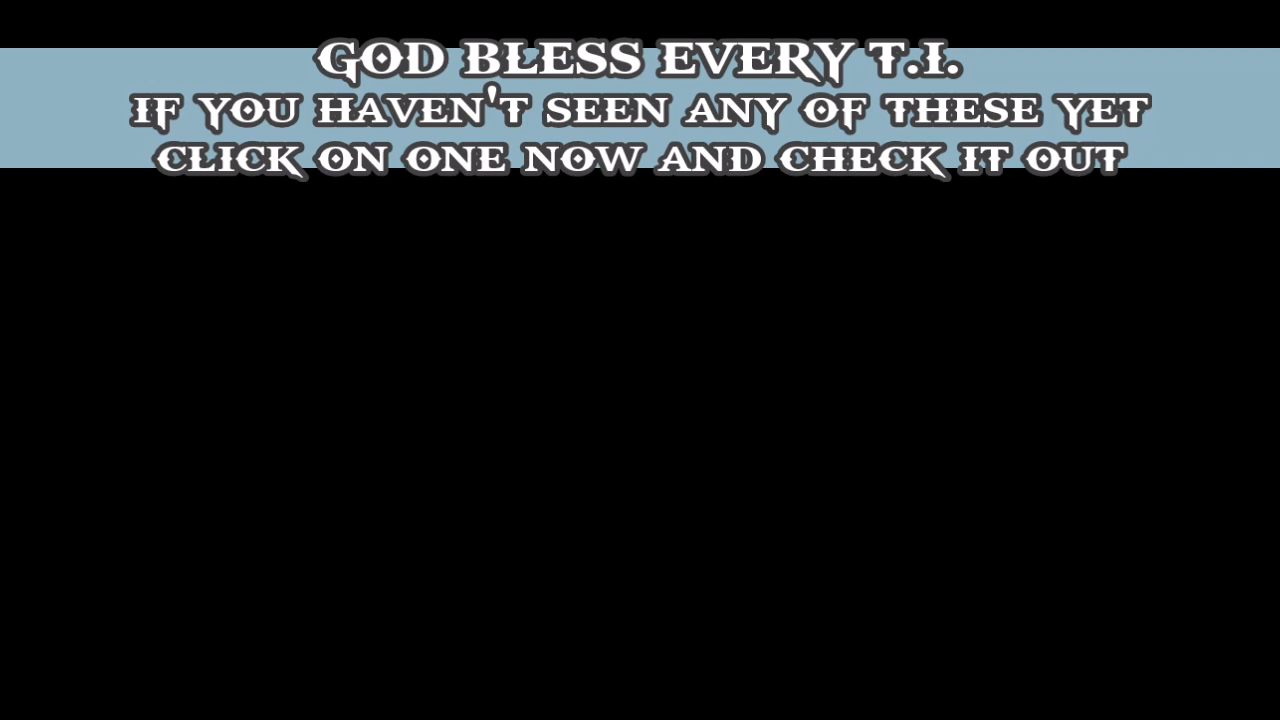 GOD BLESS EVERY T.I.
IF YOU HAVEN'T SEEN ANY OF THESE YET
CLICK ON ONE NOW AND CHECK IT OUT